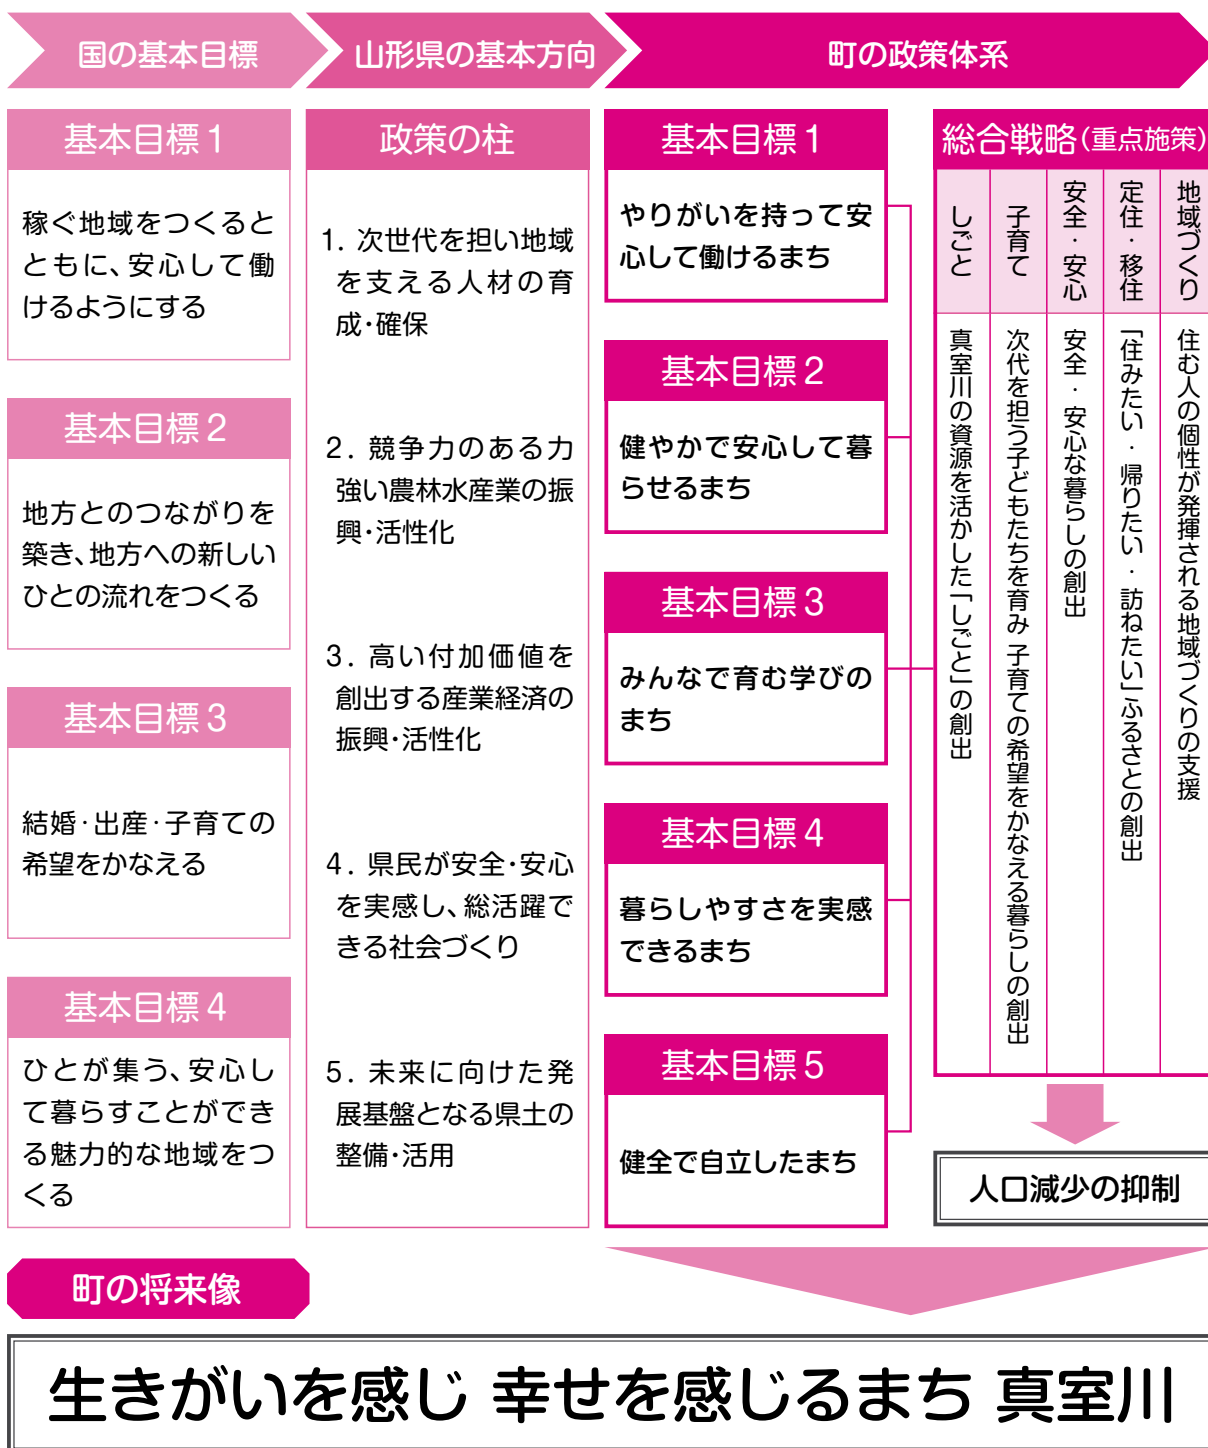 国の基本目標
山形県の基本方向
町の政策体系
基本目標1
稼ぐ地域をつくると
ともに、安心して働
けるようにする
基本目標2
地方とのつながりを
築き、地方への新しい
ひとの流れをつくる
基本目標3
結婚・出産・子育ての
希望をかなえる
基本目標4
ひとが集う、安心し
て暮らすことができ
る魅力的な地域をつ
くる
政策の柱
1. 次世代を担い地域
を支える人材の育
成・確保
2. 競争力のある力
強い農林水産業の振
興・活性化
3. 高い付加価値を
創出する産業経済の
振興・活性化
4. 県民が安全・安心
を実感し、総活躍で
きる社会づくり
5. 未来に向けた発
展基盤となる県土の
整備・活用
基本目標1
やりがいを持って安
心して働けるまち
基本目標2
健やかで安心して暮
らせるまち
基本目標3
みんなで育む学びの
まち
基本目標4
暮らしやすさを実感
できるまち
基本目標5
健全で自立したまち
総合戦略(重点施策)
しごと
真室川の資源を活かした「しごと」の創出
子育て
次代を担う子どもたちを育み 子育ての希望をかなえる暮らしの創出
安全・安心
安全・安心な暮らしの創出
定住・移住
「住みたい・帰りたい・訪ねたい」ふるさとの創出
地域づくり
住む人の個性が発揮される地域づくりの支援
人口減少の抑制
町の将来像
生きがいを感じ 幸せを感じるまち 真室川